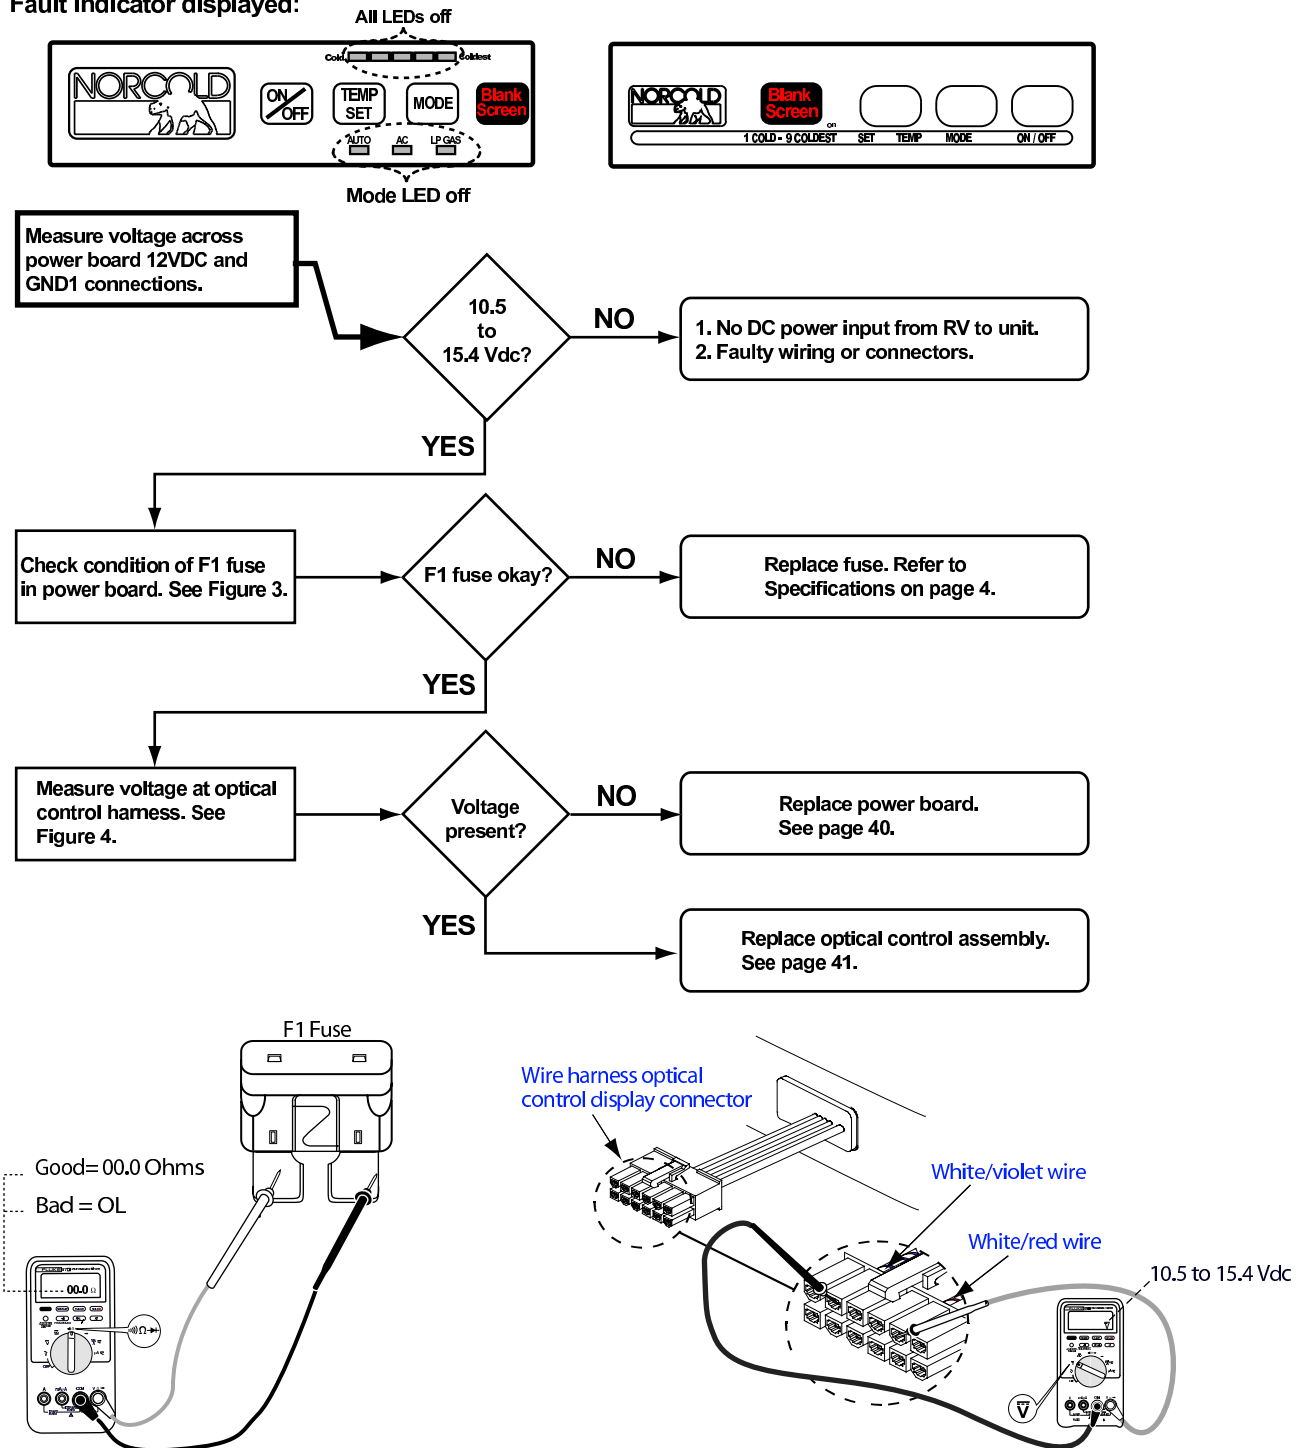 Fault Indicator displayed:
All LEDs off
Cold
Coldest
NORCOLD
ON
OFF
TEMP
SET
MODE
Blank
Screen
AUTO
AC
LP GAS
Mode LED off
NORCOLD
Blank
Screen
1 COLD - 9 COLDEST
SET
TEMP
MODE
ON / OFF
Measure voltage across
power board 12VDC and
GND1 connections.
10.5
to
15.4 Vdc?
NO
1. No DC power input from RV to unit.
2. Faulty wiring or connectors.
YES
Check condition of F1 fuse
in power board. See Figure 3.
F1 fuse okay?
NO
Replace fuse. Refer to
Specifications on page 4.
YES
Measure voltage at optical
control harness. See
Figure 4.
Voltage
present?
NO
Replace power board.
See page 40.
YES
Replace optical control assembly.
See page 41.
F1 Fuse
Good= 00.0 Ohms
Bad = OL
00.0 Ω
Wire harness optical
control display connector
White/violet wire
White/red wire
10.5 to 15.4 Vdc
V